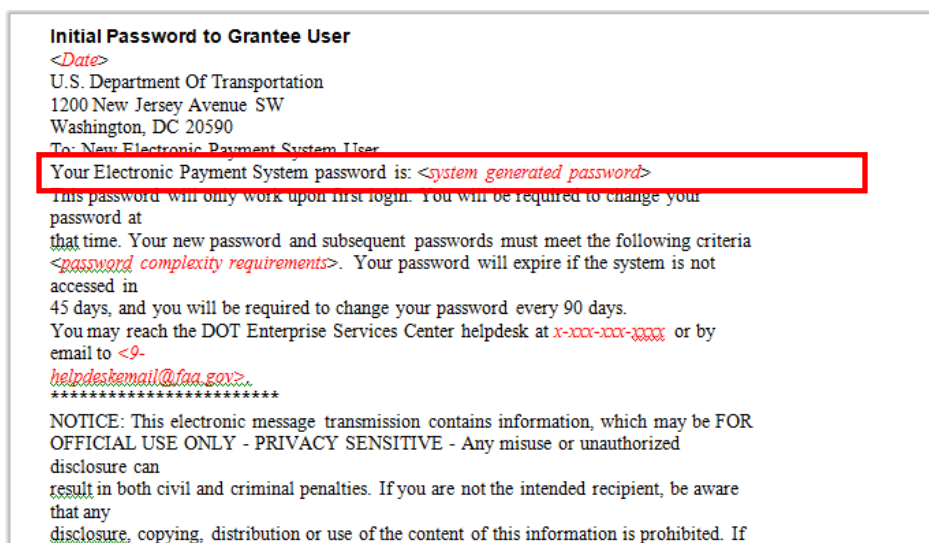 Initial Password to Grantee User
<Date>
U.S. Department Of Transportation
1200 New Jersey Avenue SW
Washington, DC 20590
To: New Electronic Payment System User
Your Electronic Payment System password is: <system generated password>
This password will only work upon first login. You will be required to change your
password at
that time. Your new password and subsequent passwords must meet the following criteria
<password complexity requirements>. Your password will expire if the system is not
accessed in
45 days, and you will be required to change your password every 90 days.
You may reach the DOT Enterprise Services Center helpdesk at x-xxx-xxx-xxxx or by
email to <9-
helpdeskemail@faa.gov>.
************************
NOTICE: This electronic message transmission contains information, which may be FOR
OFFICIAL USE ONLY - PRIVACY SENSITIVE - Any misuse or unauthorized
disclosure can
result in both civil and criminal penalties. If you are not the intended recipient, be aware
that any
disclosure, copying, distribution or use of the content of this information is prohibited. If